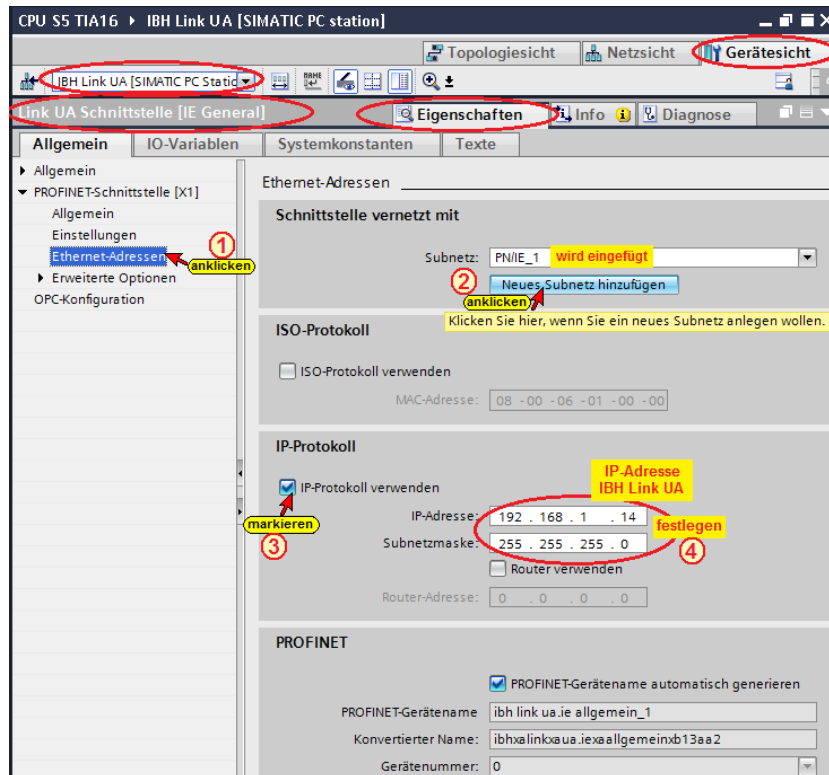 CPU S5 TIA16 ▸ IBH Link UA [SIMATIC PC station]
Topologiesicht Netzsicht Gerätesicht
IBH Link UA [SIMATIC PC Static
Link UA Schnittstelle [IE General] Eigenschaften Info Diagnose
Allgemein IO-Variablen Systemkonstanten Texte
Allgemein
PROFINET-Schnittstelle [X1]
Allgemein
Einstellungen
Ethernet-Adressen
1
anklicken
Erweiterte Optionen
OPC-Konfiguration
Ethernet-Adressen
Schnittstelle vernetzt mit
Subnetz: PN/IE_1 wird eingefügt
2 Neues Subnetz hinzufügen
anklicken
Klicken Sie hier, wenn Sie ein neues Subnetz anlegen wollen.
ISO-Protokoll
ISO-Protokoll verwenden
MAC-Adresse: 08 -00 -06 -01 -00 -00
IP-Protokoll
IP-Adresse
IBH Link UA
IP-Protokoll verwenden
markieren
3
IP-Adresse: 192 . 168 . 1 . 14
festlegen
4
Subnetzmaske: 255 . 255 . 255 . 0
Router verwenden
Router-Adresse: 0 . 0 . 0 . 0
PROFINET
PROFINET-Gerätename automatisch generieren
PROFINET-Gerätename ibh link ua.ie allgemein_1
Konvertierter Name: ibhxalinkxaua.iexaallgemeinxb13aa2
Gerätenummer: 0